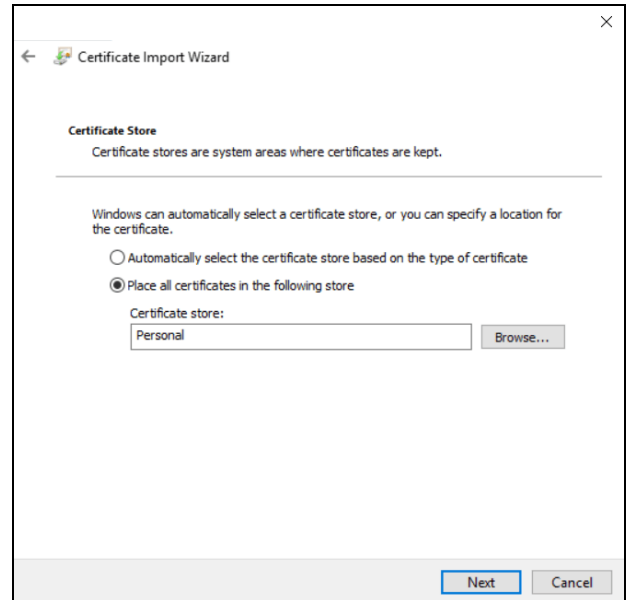 Certificate Import Wizard
Certificate Store
Certificate stores are system areas where certificates are kept.
Windows can automatically select a certificate store, or you can specify a location for
the certificate.
Automatically select the certificate store based on the type of certificate
Place all certificates in the following store
Certificate store:
Personal
Browse...
Next
Cancel